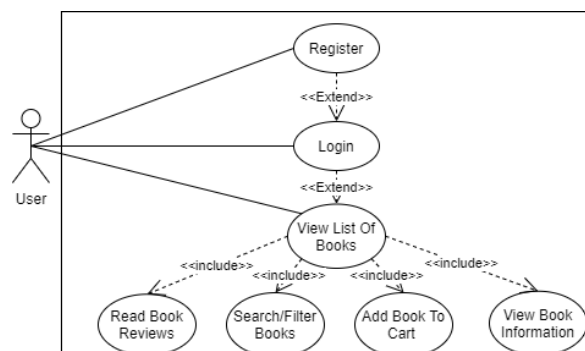 Register
<<Extend>>
Login
User
<<Extend>>
View List Of
Books
<<include>>
<<include>>
<<include>>
<<include>>
Read Book
Reviews
Search/Filter
Books
Add Book To
Cart
View Book
Information